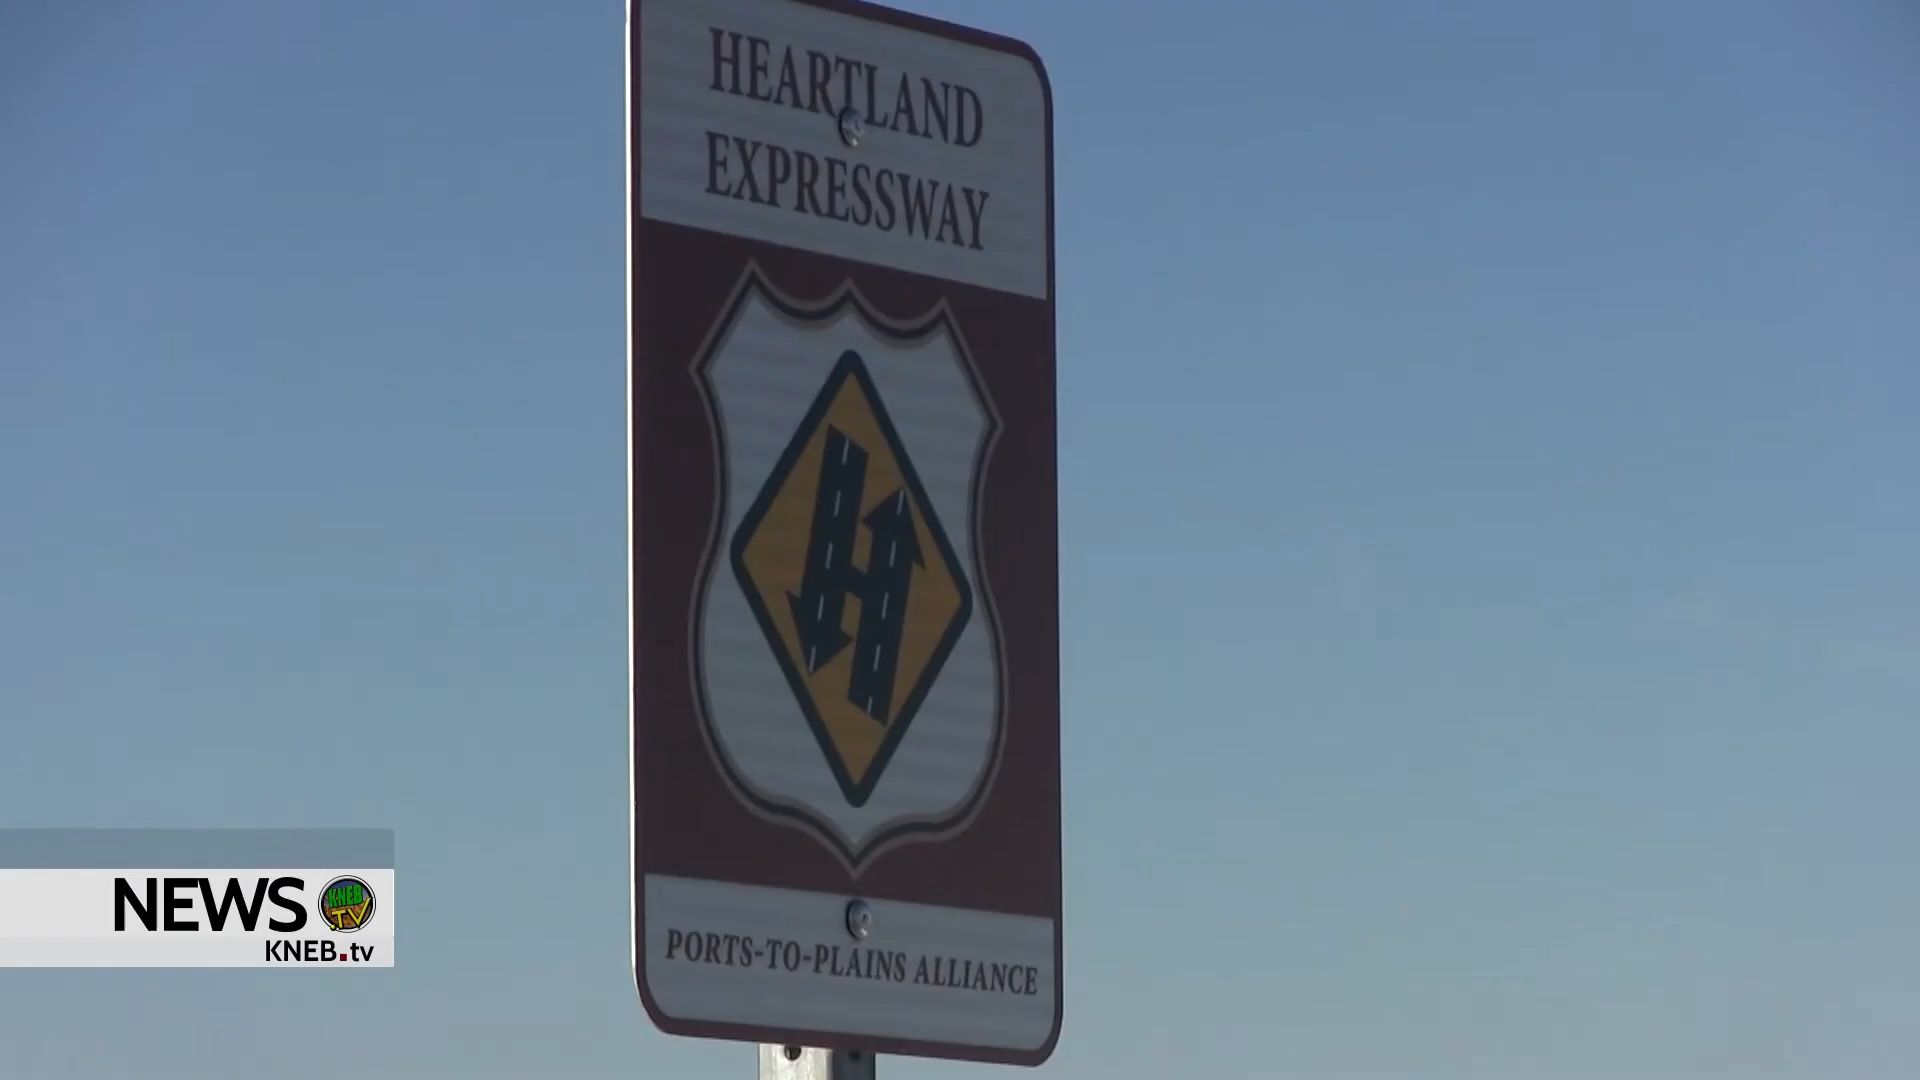 HEARTLAND
EXPRESSWAY
PORTS-TO-PLAINS ALLIANCE
NEWS
KNEB
.TV
KNEB.tv